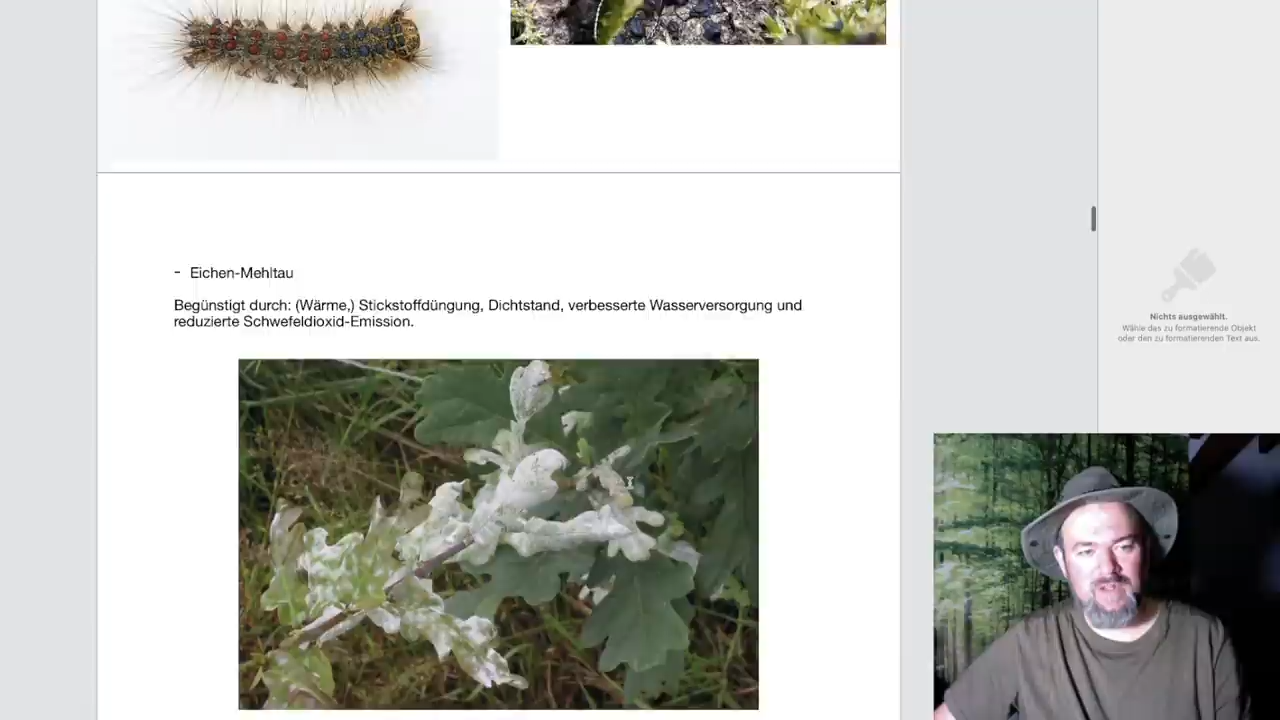 - Eichen-Mehltau
Begünstigt durch: (Wärme,) Stickstoffdüngung, Dichtstand, verbesserte Wasserversorgung und
reduzierte Schwefeldioxid-Emission.
Nichts ausgewählt.
Wähle das zu formatierende Objekt
oder den zu formatierenden Text aus.